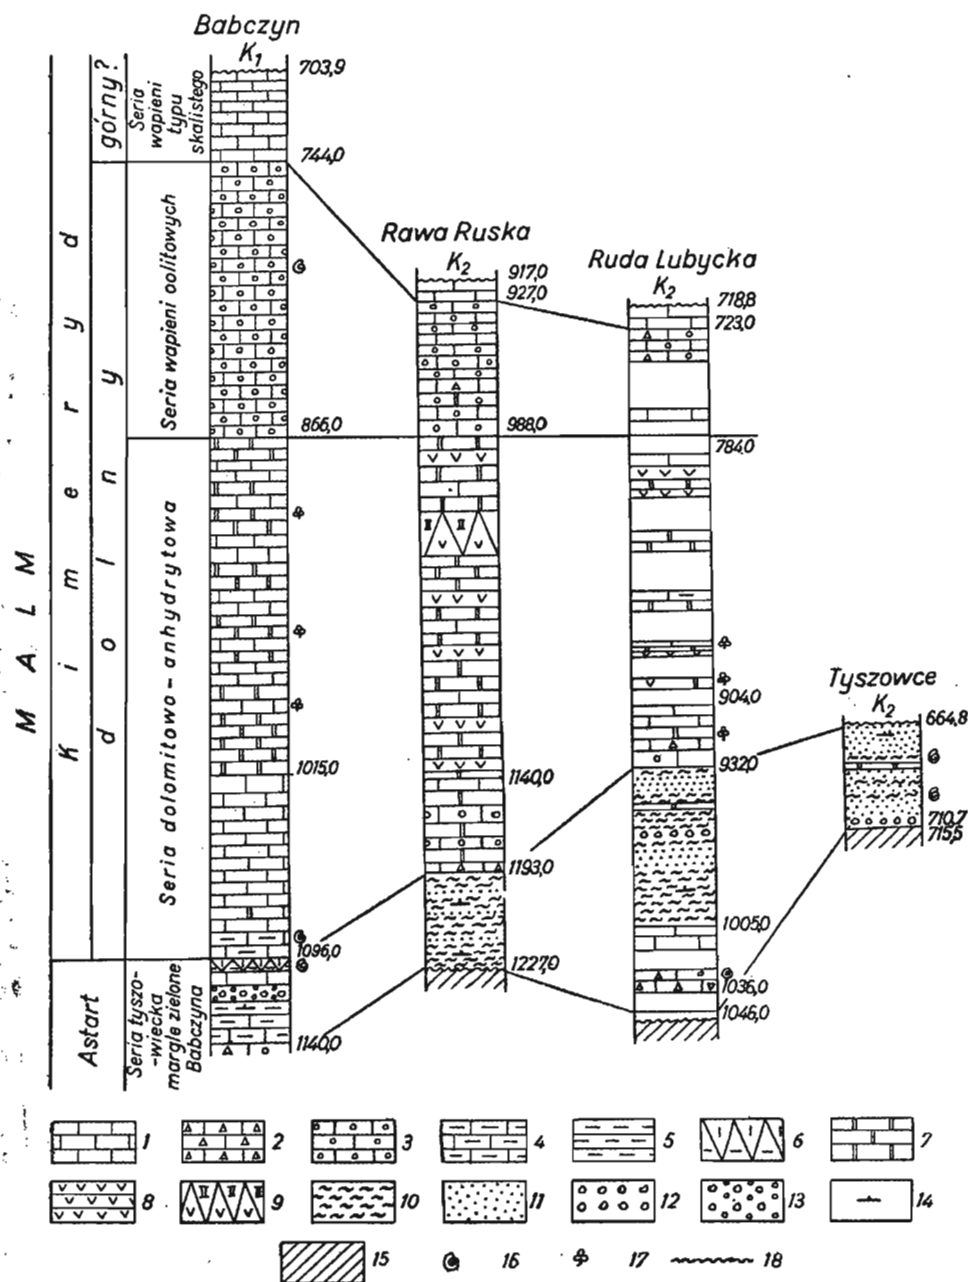 Babczyn
K1
703,9
744,0
866,0
1015,0
1096,0
1140,0
Rawa Ruska
K2
917,0
927,0
988,0
1140,0
1193,0
1227,0
Ruda Lubycka
K2
718,8
723,0
784,0
904,0
932,0
1005,0
1036,0
1046,0
Tyszowce
K2
664,8
710,7
715,5
MALM
Kimeryd
górny?
dolny
Astart
Seria
wapieni
typu
skalistego
Seria wapieni oolitowych
Seria dolomitowo-anhydrytowa
Seria tyszo-
-wiecka
margle zielone
Babczyna
1
2
3
4
5
6
7
8
9
10
11
12
13
14
15
16
17
18